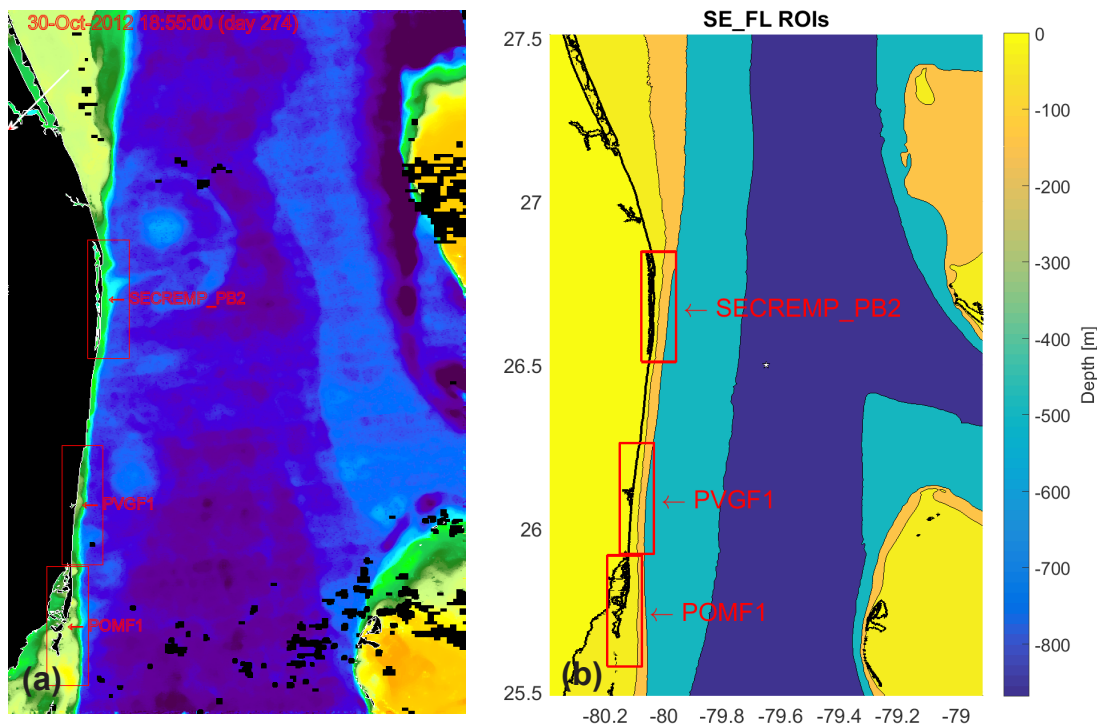 30-Oct-2012 18:55:00 (day 274)
← SECREMP_PB2
← PVGF1
← POMF1
(a)
SE_FL ROIs
27.5
27
26.5
26
25.5
← SECREMP_PB2
← PVGF1
← POMF1
(b)
-80.2 -80 -79.8 -79.6 -79.4 -79.2 -79
0
-100
-200
-300
-400
-500
-600
-700
-800
Depth [m]